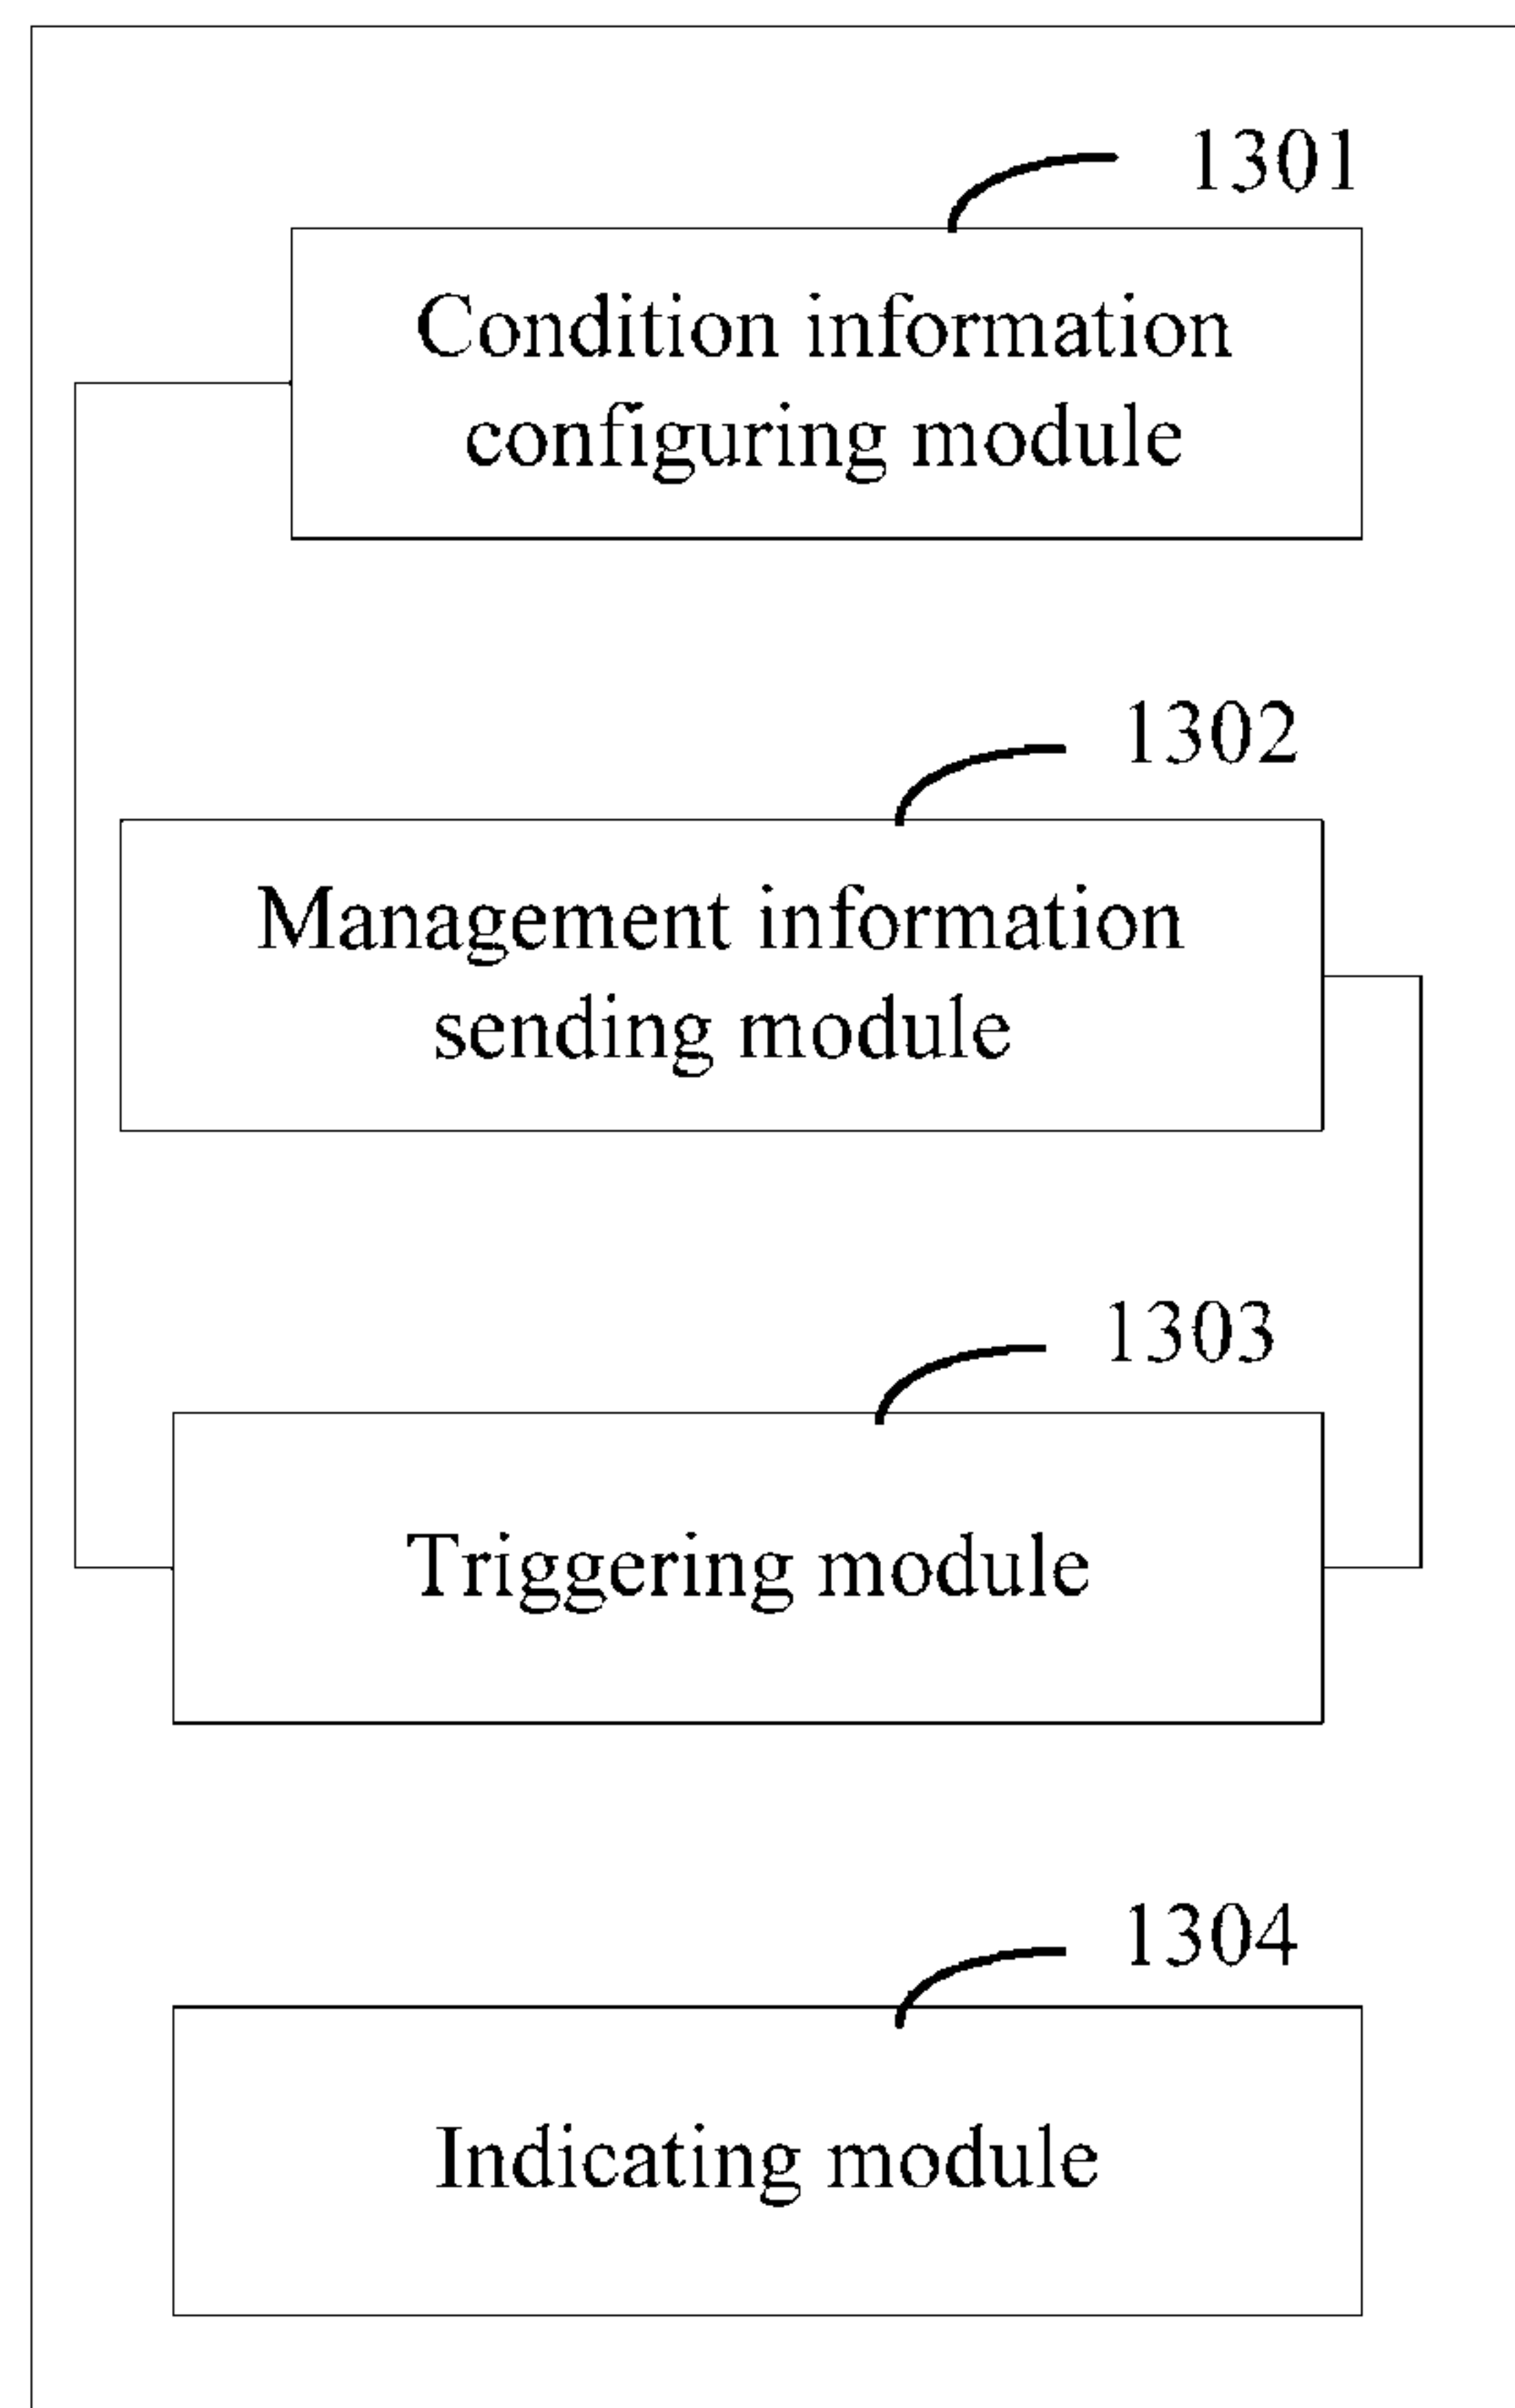 1301
Condition information
configuring module
1302
Management information
sending module
1303
Triggering module
1304
Indicating module